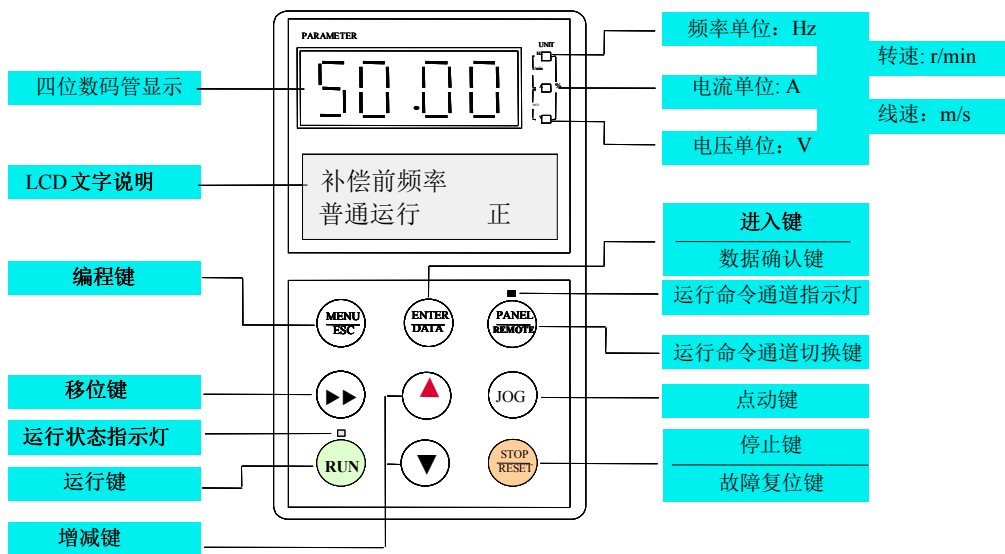 PARAMETER
UNIT
50.00
补偿前频率
普通运行 正
MENU
ESC
ENTER
DATA
PANEL
REMOTE
JOG
RUN
STOP
RESET
四位数码管显示
LCD文字说明
编程键
移位键
运行状态指示灯
运行键
增减键
频率单位：Hz
转速: r/min
电流单位: A
线速：m/s
电压单位：V
进入键
数据确认键
运行命令通道指示灯
运行命令通道切换键
点动键
停止键
故障复位键